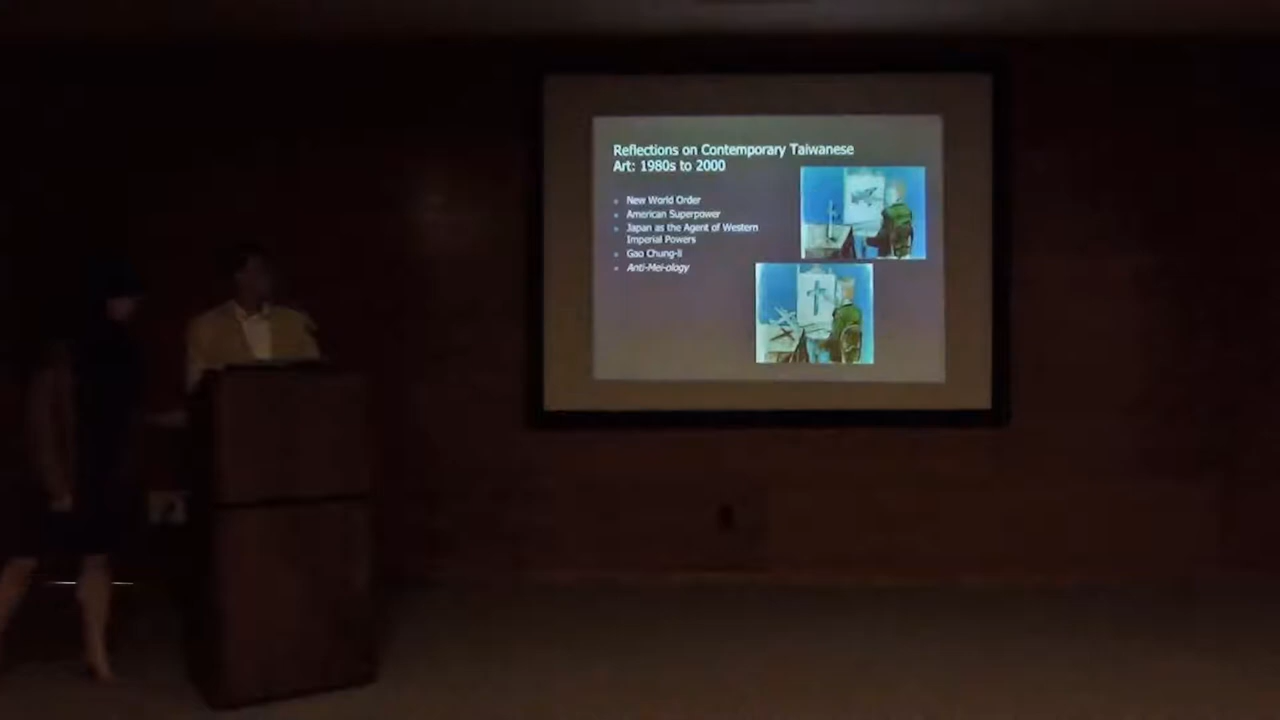 Reflections on Contemporary Taiwanese
Art: 1980s to 2000
New World Order
American Superpower
Japan as the Agent of Western
Imperial Powers
Gao Chung-li
Anti-Mei-ology